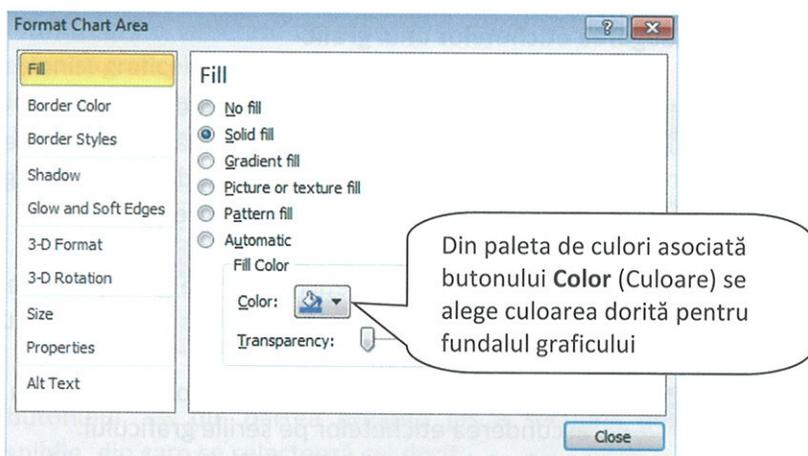 Format Chart Area
Fill
Border Color
Border Styles
Shadow
Glow and Soft Edges
3-D Format
3-D Rotation
Size
Properties
Alt Text
Fill
No fill
Solid fill
Gradient fill
Picture or texture fill
Pattern fill
Automatic
Fill Color
Color:
Transparency:
Din paleta de culori asociată
butonului Color (Culoare) se
alege culoarea dorită pentru
fundalul graficului
Close